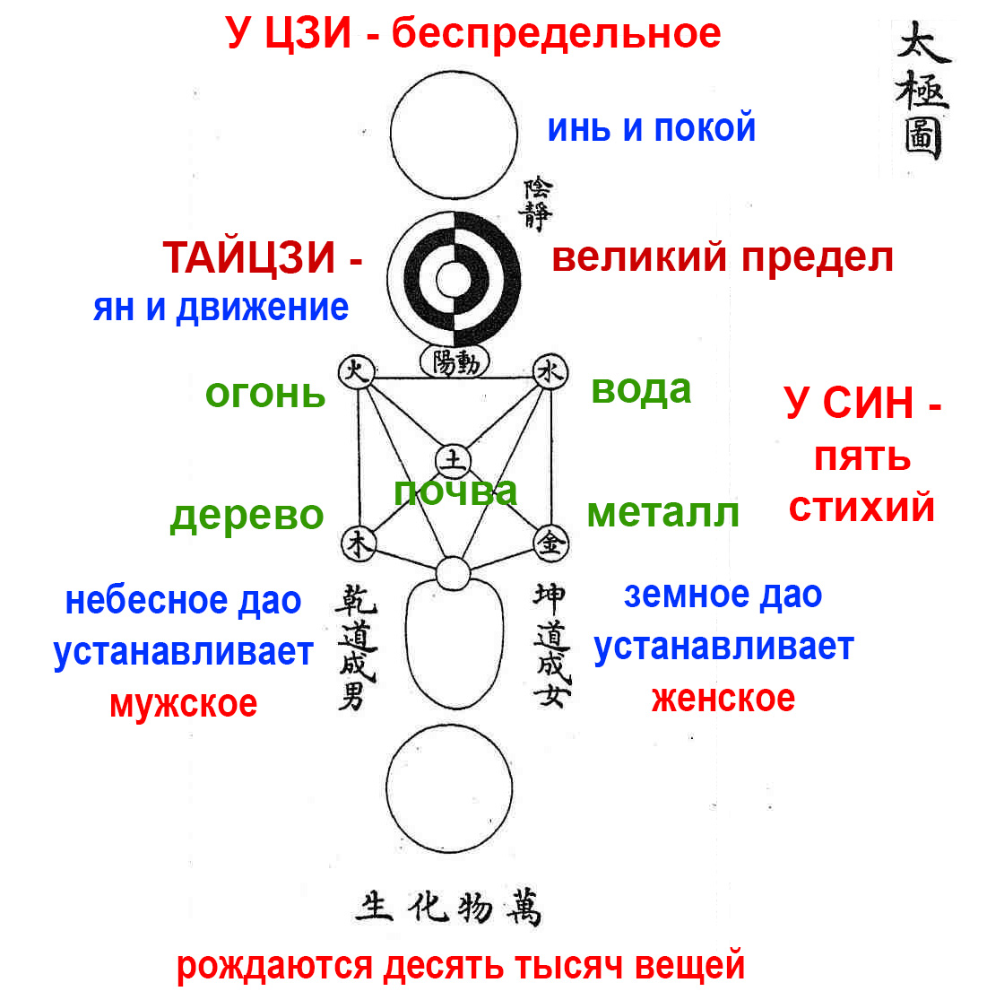 У ЦЗИ - беспредельное
太極圖
инь и покой
陰靜
ТАЙЦЗИ - великий предел
ян и движение
陽動
火
水
огонь
вода
У СИН -
пять
стихий
土
почва
дерево
металл
木
金
небесное дао
устанавливает
мужское
乾道成男
坤道成女
земное дао
устанавливает
женское
生化物萬
рождаются десять тысяч вещей